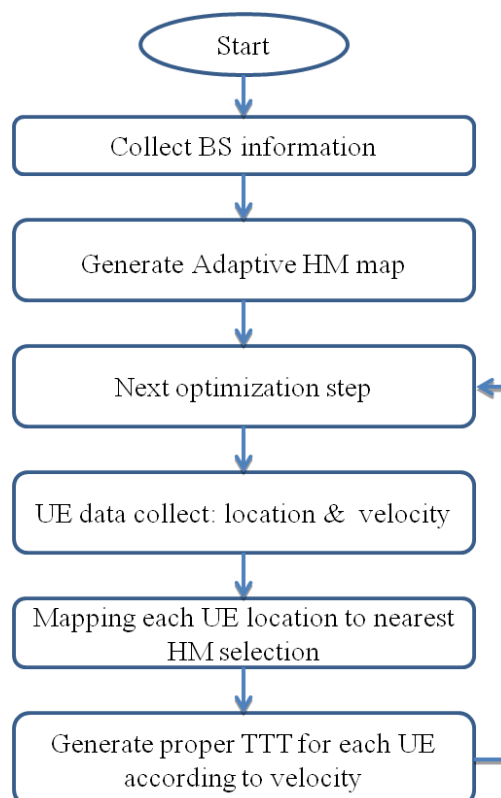 Start
Collect BS information
Generate Adaptive HM map
Next optimization step
UE data collect: location & velocity
Mapping each UE location to nearest
HM selection
Generate proper TTT for each UE
according to velocity